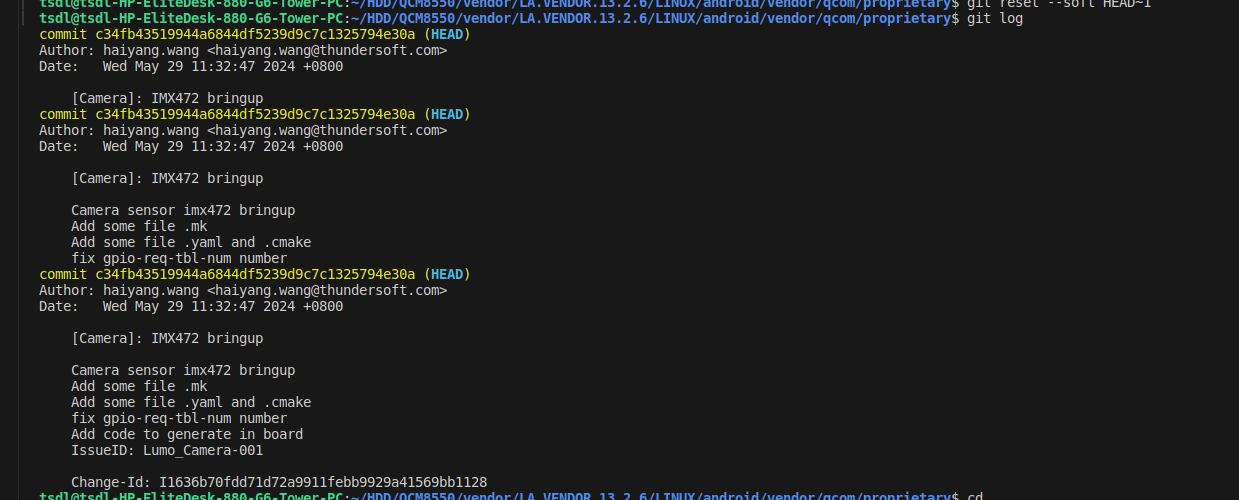 tsdl@tsdl-HP-EliteDesk-880-G6-Tower-PC:~/HDD/QCM8550/vendor/LA.VENDOR.13.2.6/LINUX/android/vendor/qcom/proprietary$ git reset --soft HEAD~1
tsdl@tsdl-HP-EliteDesk-880-G6-Tower-PC:~/HDD/QCM8550/vendor/LA.VENDOR.13.2.6/LINUX/android/vendor/qcom/proprietary$ git log
commit c34fb43519944a6844df5239d9c7c1325794e30a (HEAD)
Author: haiyang.wang <haiyang.wang@thundersoft.com>
Date:   Wed May 29 11:32:47 2024 +0800
[Camera]: IMX472 bringup
commit c34fb43519944a6844df5239d9c7c1325794e30a (HEAD)
Author: haiyang.wang <haiyang.wang@thundersoft.com>
Date:   Wed May 29 11:32:47 2024 +0800
[Camera]: IMX472 bringup
Camera sensor imx472 bringup
Add some file .mk
Add some file .yaml and .cmake
fix gpio-req-tbl-num number
commit c34fb43519944a6844df5239d9c7c1325794e30a (HEAD)
Author: haiyang.wang <haiyang.wang@thundersoft.com>
Date:   Wed May 29 11:32:47 2024 +0800
[Camera]: IMX472 bringup
Camera sensor imx472 bringup
Add some file .mk
Add some file .yaml and .cmake
fix gpio-req-tbl-num number
Add code to generate in board
IssueID: Lumo_Camera-001
Change-Id: I1636b70fdd71d72a9911febb9929a41569bb1128
tsdl@tsdl-HP-EliteDesk-880-G6-Tower-PC:~/HDD/QCM8550/vendor/LA.VENDOR.13.2.6/LINUX/android/vendor/qcom/proprietary$ cd